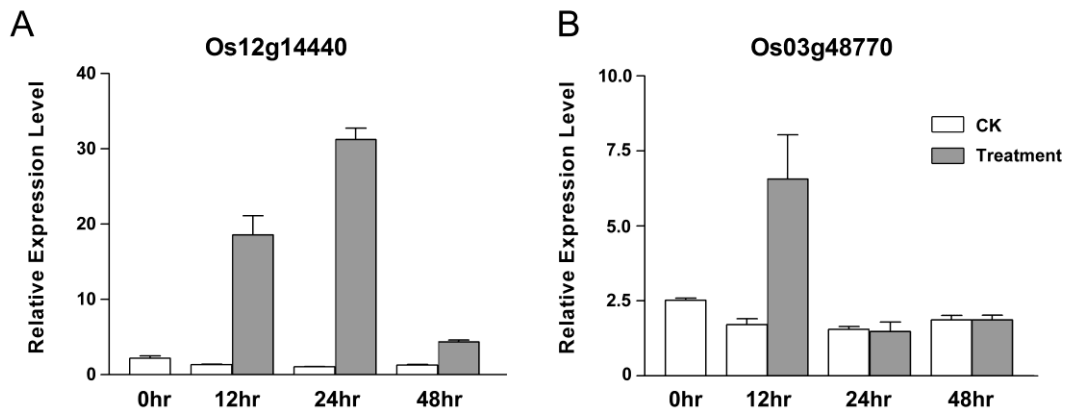 A
Os12g14440
Relative Expression Level
40
30
20
10
0
0hr 12hr 24hr 48hr
B
Os03g48770
Relative Expression Level
10.0
7.5
5.0
2.5
0
CK
Treatment
0hr 12hr 24hr 48hr